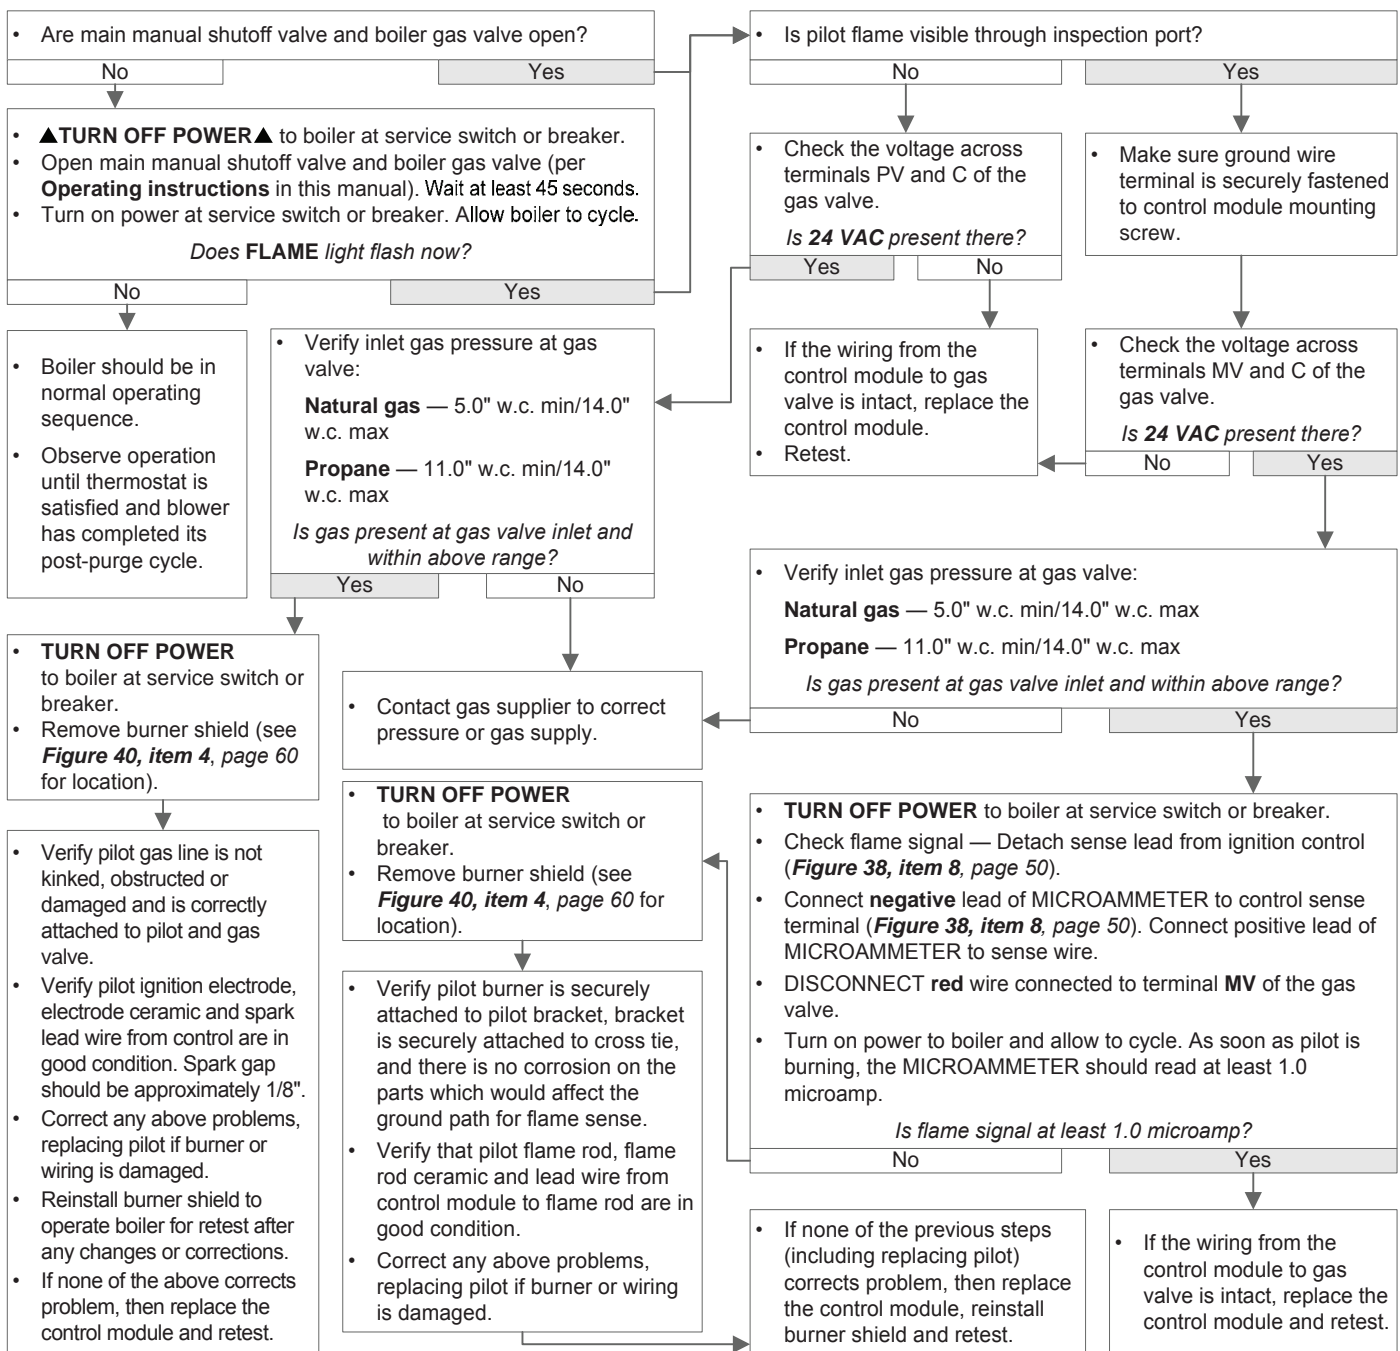 • Are main manual shutoff valve and boiler gas valve open?
No
Yes
• ▲TURN OFF POWER▲ to boiler at service switch or breaker.
• Open main manual shutoff valve and boiler gas valve (per
Operating instructions in this manual). Wait at least 45 seconds.
• Turn on power at service switch or breaker. Allow boiler to cycle.
Does FLAME light flash now?
No
Yes
• Boiler should be in
normal operating
sequence.
• Observe operation
until thermostat is
satisfied and blower
has completed its
post-purge cycle.
• Is pilot flame visible through inspection port?
No
Yes
• Check the voltage across
terminals PV and C of the
gas valve.
Is 24 VAC present there?
Yes
No
• Make sure ground wire
terminal is securely fastened
to control module mounting
screw.
• If the wiring from the
control module to gas
valve is intact, replace the
control module.
• Retest.
• Check the voltage across
terminals MV and C of the
gas valve.
Is 24 VAC present there?
No
Yes
• Verify inlet gas pressure at gas
valve:
Natural gas — 5.0" w.c. min/14.0"
w.c. max
Propane — 11.0" w.c. min/14.0"
w.c. max
Is gas present at gas valve inlet and
within above range?
Yes
No
• Verify inlet gas pressure at gas valve:
Natural gas — 5.0" w.c. min/14.0" w.c. max
Propane — 11.0" w.c. min/14.0" w.c. max
Is gas present at gas valve inlet and within above range?
No
Yes
• TURN OFF POWER
to boiler at service switch or
breaker.
• Remove burner shield (see
Figure 40, item 4, page 60
for location).
• Contact gas supplier to correct
pressure or gas supply.
• Verify pilot gas line is not
kinked, obstructed or
damaged and is correctly
attached to pilot and gas
valve.
• Verify pilot ignition electrode,
electrode ceramic and spark
lead wire from control are in
good condition. Spark gap
should be approximately 1/8".
• Correct any above problems,
replacing pilot if burner or
wiring is damaged.
• Reinstall burner shield to
operate boiler for retest after
any changes or corrections.
• If none of the above corrects
problem, then replace the
control module and retest.
• TURN OFF POWER
to boiler at service switch or
breaker.
• Remove burner shield (see
Figure 40, item 4, page 60 for
location).
• Verify pilot burner is securely
attached to pilot bracket, bracket
is securely attached to cross tie,
and there is no corrosion on the
parts which would affect the
ground path for flame sense.
• Verify that pilot flame rod, flame
rod ceramic and lead wire from
control module to flame rod are in
good condition.
• Correct any above problems,
replacing pilot if burner or wiring
is damaged.
• TURN OFF POWER to boiler at service switch or breaker.
• Check flame signal — Detach sense lead from ignition control
(Figure 38, item 8, page 50).
• Connect negative lead of MICROAMMETER to control sense
terminal (Figure 38, item 8, page 50). Connect positive lead of
MICROAMMETER to sense wire.
• DISCONNECT red wire connected to terminal MV of the gas
valve.
• Turn on power to boiler and allow to cycle. As soon as pilot is
burning, the MICROAMMETER should read at least 1.0
microamp.
Is flame signal at least 1.0 microamp?
No
Yes
• If none of the previous steps
(including replacing pilot)
corrects problem, then replace
the control module, reinstall
burner shield and retest.
• If the wiring from the
control module to gas
valve is intact, replace the
control module and retest.